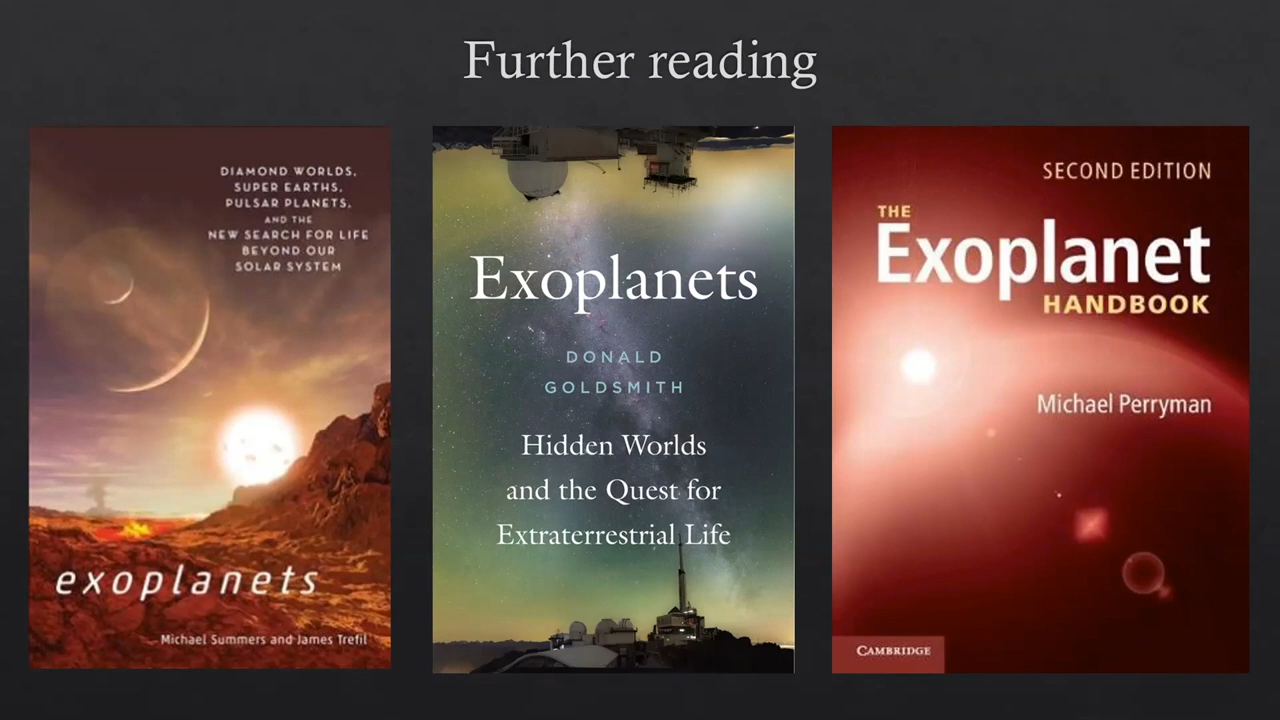 Further reading
DIAMOND WORLDS,
SUPER EARTHS,
PULSAR PLANETS,
AND THE
NEW SEARCH FOR LIFE
BEYOND OUR
SOLAR SYSTEM
exoplanets
Michael Summers and James Trefil
Exoplanets
DONALD
GOLDSMITH
Hidden Worlds
and the Quest for
Extraterrestrial Life
SECOND EDITION
THE
Exoplanet
HANDBOOK
Michael Perryman
CAMBRIDGE